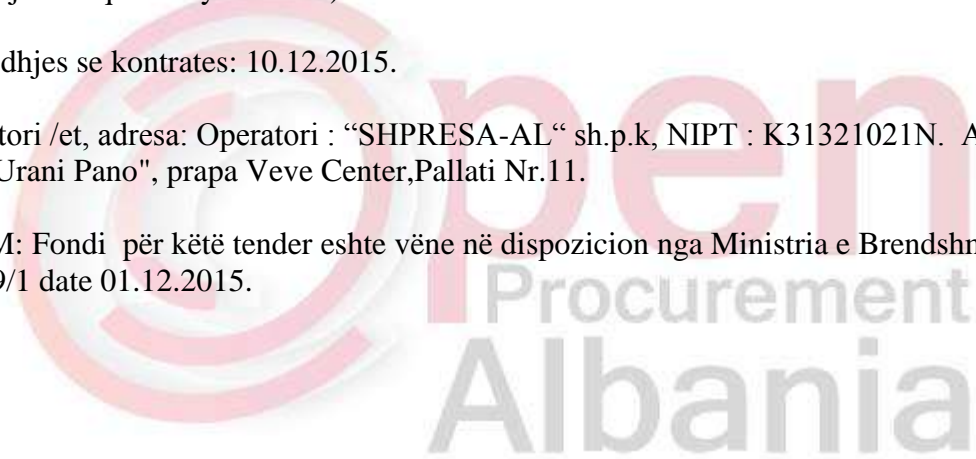 dhjes se kontrates: 10.12.2015.
tori /et, adresa: Operatori : “SHPRESA-AL“ sh.p.k, NIPT : K31321021N. A
Urani Pano", prapa Veve Center,Pallati Nr.11.
M: Fondi për këtë tender eshte vëne në dispozicion nga Ministria e Brendshm
9/1 date 01.12.2015.
Open
Procurement
Albania